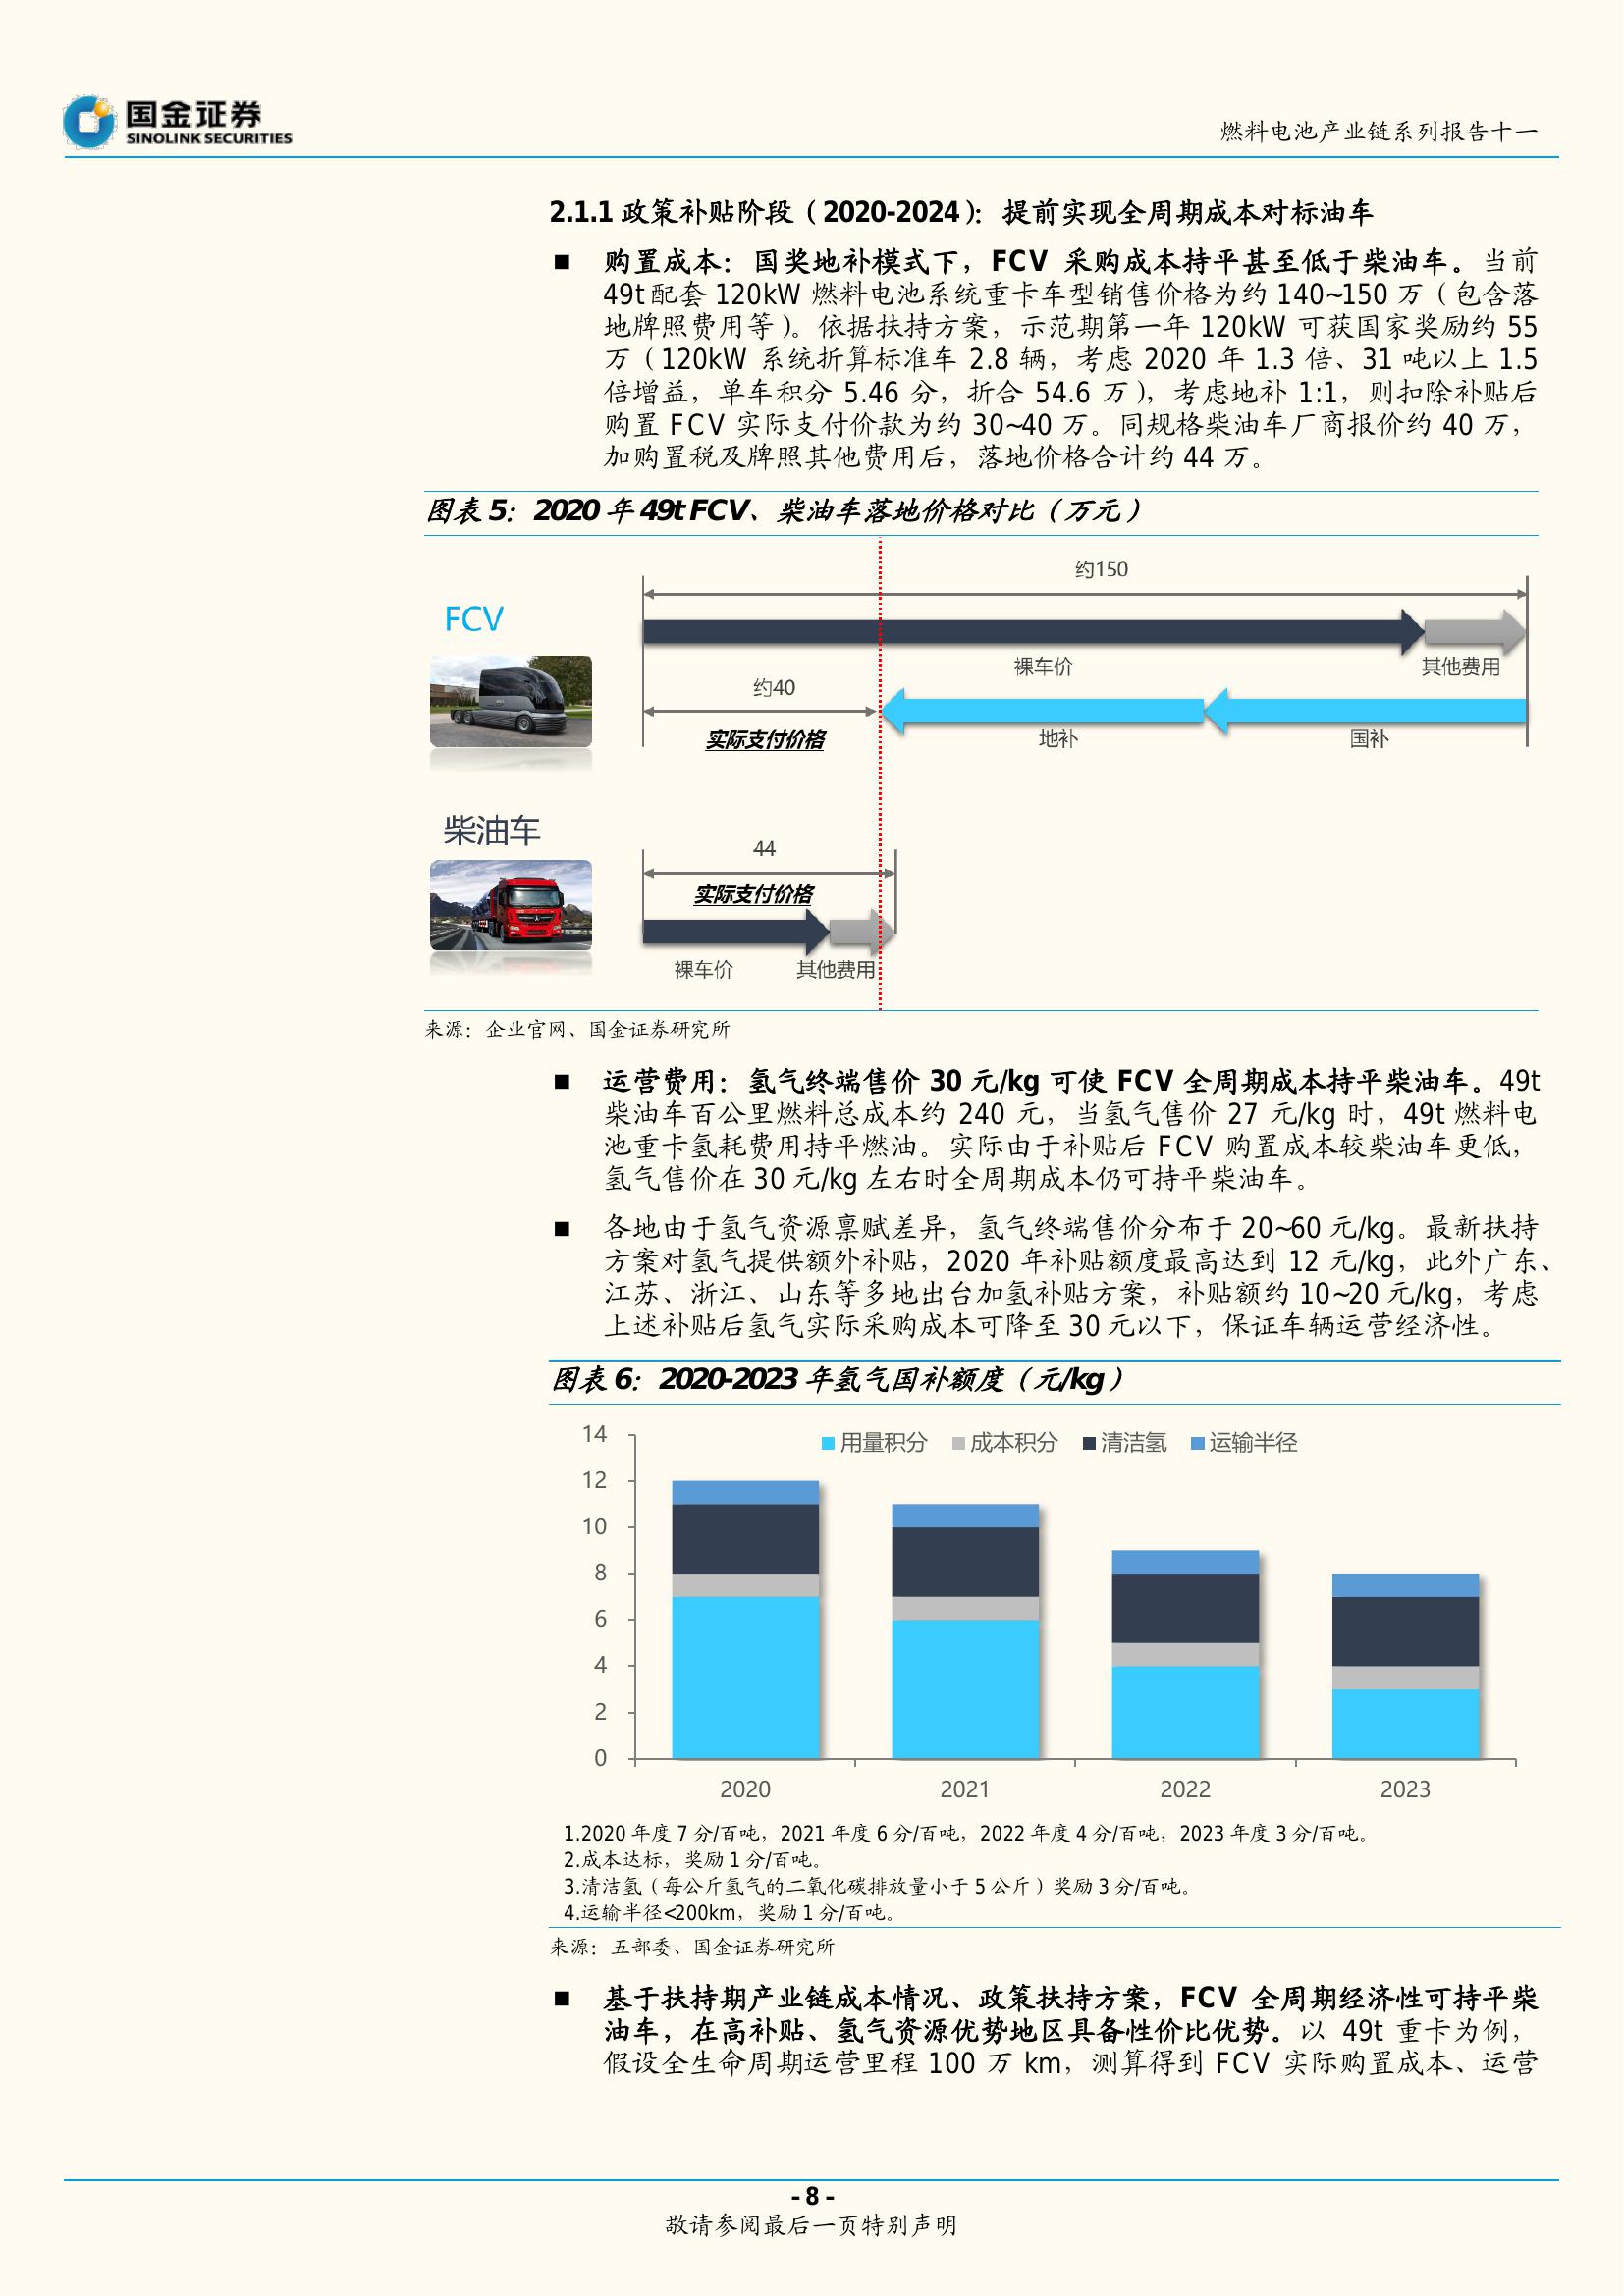 国金证券
SINOLINK SECURITIES
燃料电池产业链系列报告十一
2.1.1 政策补贴阶段（2020-2024）：提前实现全周期成本对标油车
■ 购置成本：国奖地补模式下，FCV 采购成本持平甚至低于柴油车。当前
49t 配套 120kW 燃料电池系统重卡车型销售价格为约 140~150 万（包含落
地牌照费用等）。依据扶持方案，示范期第一年 120kW 可获国家奖励约 55
万（120kW 系统折算标准车 2.8 辆，考虑 2020 年 1.3 倍、31 吨以上 1.5
倍增益，单车积分 5.46 分，折合 54.6 万），考虑地补 1:1，则扣除补贴后
购置 FCV 实际支付价款为约 30~40 万。同规格柴油车厂商报价约 40 万，
加购置税及牌照其他费用后，落地价格合计约 44 万。
图表 5：2020 年 49t FCV、柴油车落地价格对比（万元）
约150
FCV
裸车价
其他费用
约40
实际支付价格
地补
国补
柴油车
44
实际支付价格
裸车价
其他费用
来源：企业官网、国金证券研究所
■ 运营费用：氢气终端售价 30 元/kg 可使 FCV 全周期成本持平柴油车。49t
柴油车百公里燃料总成本约 240 元，当氢气售价 27 元/kg 时，49t 燃料电
池重卡氢耗费用持平燃油。实际由于补贴后 FCV 购置成本较柴油车更低，
氢气售价在 30 元/kg 左右时全周期成本仍可持平柴油车。
■ 各地由于氢气资源禀赋差异，氢气终端售价分布于 20~60 元/kg。最新扶持
方案对氢气提供额外补贴，2020 年补贴额度最高达到 12 元/kg，此外广东、
江苏、浙江、山东等多地出台加氢补贴方案，补贴额约 10~20 元/kg，考虑
上述补贴后氢气实际采购成本可降至 30 元以下，保证车辆运营经济性。
图表 6：2020-2023 年氢气国补额度（元/kg）
用量积分 成本积分 清洁氢 运输半径
14
12
10
8
6
4
2
0
2020 2021 2022 2023
1.2020 年度 7 分/百吨，2021 年度 6 分/百吨，2022 年度 4 分/百吨，2023 年度 3 分/百吨。
2.成本达标，奖励 1 分/百吨。
3.清洁氢（每公斤氢气的二氧化碳排放量小于 5 公斤）奖励 3 分/百吨。
4.运输半径<200km，奖励 1 分/百吨。
来源：五部委、国金证券研究所
■ 基于扶持期产业链成本情况、政策扶持方案，FCV 全周期经济性可持平柴
油车，在高补贴、氢气资源优势地区具备性价比优势。以 49t 重卡为例，
假设全生命周期运营里程 100 万 km，测算得到 FCV 实际购置成本、运营
- 8 -
敬请参阅最后一页特别声明